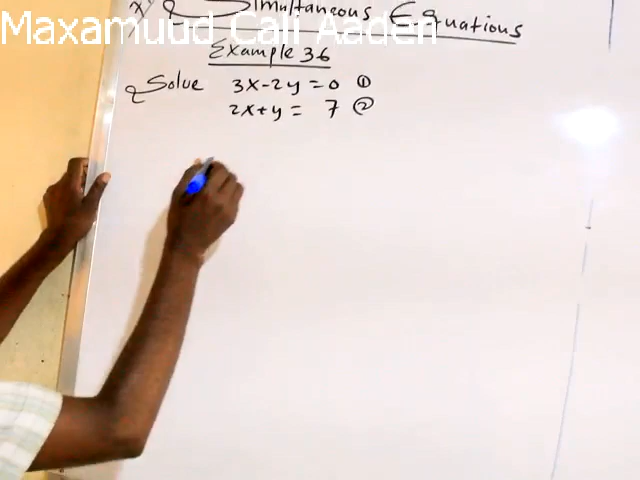 Simultaneous Equations
Maxamuud Cali Aaden
Example 36
Solve 3x-2y=0 ①
2x+y= 7 ②